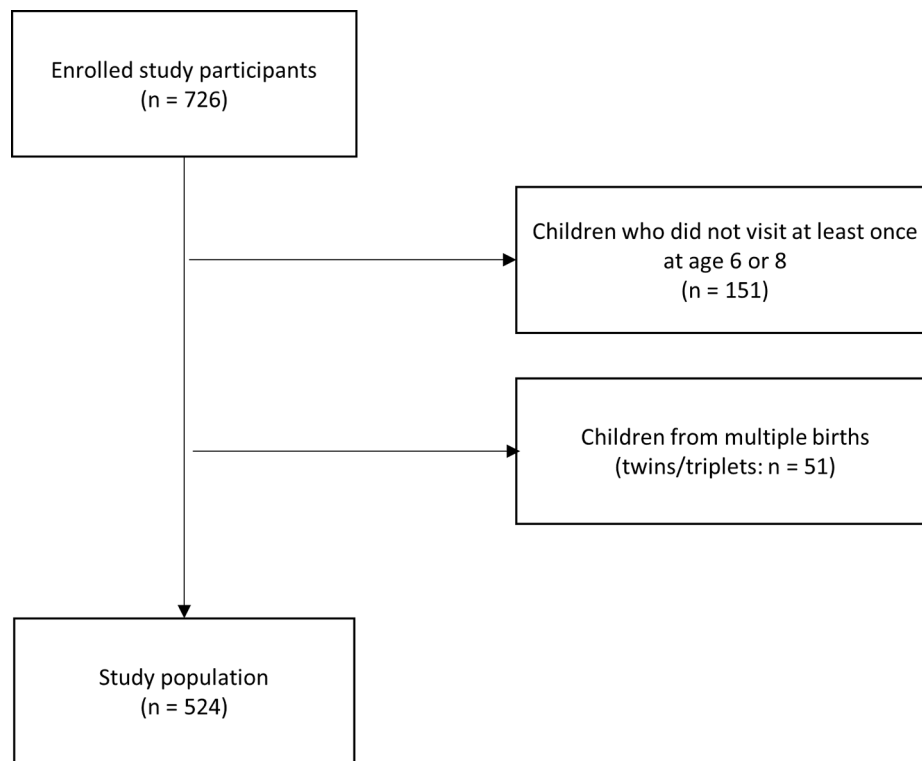 Enrolled study participants
(n = 726)
Children who did not visit at least once
at age 6 or 8
(n = 151)
Children from multiple births
(twins/triplets: n = 51)
Study population
(n = 524)